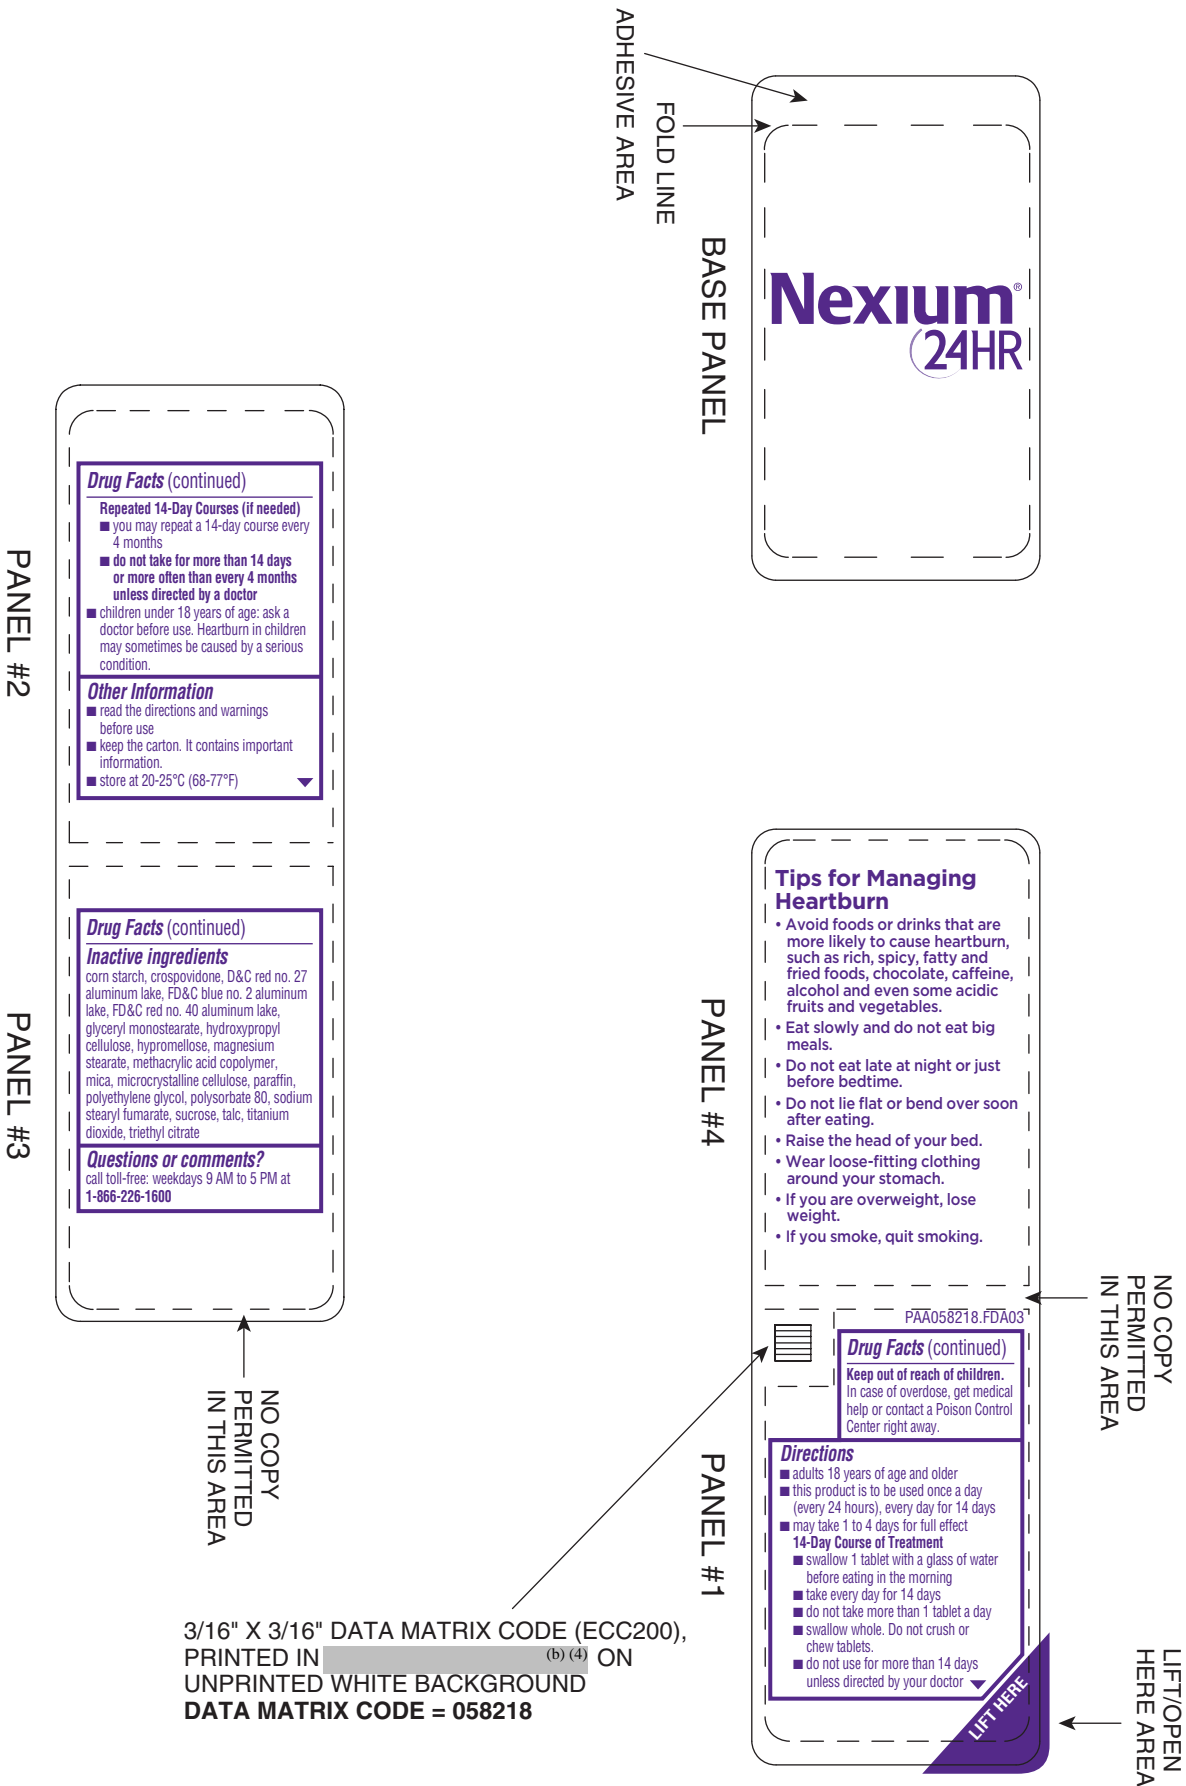 ADHESIVE AREA
FOLD LINE
BASE PANEL
Nexium®
24HR
PANEL #2
Drug Facts (continued)
Repeated 14-Day Courses (if needed)
■ you may repeat a 14-day course every
4 months
■ do not take for more than 14 days
or more often than every 4 months
unless directed by a doctor
■ children under 18 years of age: ask a
doctor before use. Heartburn in children
may sometimes be caused by a serious
condition.
Other Information
■ read the directions and warnings
before use
■ keep the carton. It contains important
information.
■ store at 20-25°C (68-77°F)
PANEL #3
Drug Facts (continued)
Inactive ingredients
corn starch, crospovidone, D&C red no. 27
aluminum lake, FD&C blue no. 2 aluminum
lake, FD&C red no. 40 aluminum lake,
glyceryl monostearate, hydroxypropyl
cellulose, hypromellose, magnesium
stearate, methacrylic acid copolymer,
mica, microcrystalline cellulose, paraffin,
polyethylene glycol, polysorbate 80, sodium
stearyl fumarate, sucrose, talc, titanium
dioxide, triethyl citrate
Questions or comments?
call toll-free: weekdays 9 AM to 5 PM at
1-866-226-1600
NO COPY
PERMITTED
IN THIS AREA
PANEL #4
Tips for Managing
Heartburn
• Avoid foods or drinks that are
more likely to cause heartburn,
such as rich, spicy, fatty and
fried foods, chocolate, caffeine,
alcohol and even some acidic
fruits and vegetables.
• Eat slowly and do not eat big
meals.
• Do not eat late at night or just
before bedtime.
• Do not lie flat or bend over soon
after eating.
• Raise the head of your bed.
• Wear loose-fitting clothing
around your stomach.
• If you are overweight, lose
weight.
• If you smoke, quit smoking.
NO COPY
PERMITTED
IN THIS AREA
PANEL #1
PAA058218.FDA03
Drug Facts (continued)
Keep out of reach of children.
In case of overdose, get medical
help or contact a Poison Control
Center right away.
Directions
■ adults 18 years of age and older
■ this product is to be used once a day
(every 24 hours), every day for 14 days
■ may take 1 to 4 days for full effect
14-Day Course of Treatment
■ swallow 1 tablet with a glass of water
before eating in the morning
■ take every day for 14 days
■ do not take more than 1 tablet a day
■ swallow whole. Do not crush or
chew tablets.
■ do not use for more than 14 days
unless directed by your doctor
LIFT HERE
LIFT/OPEN
HERE AREA
3/16" X 3/16" DATA MATRIX CODE (ECC200),
PRINTED IN (b) (4) ON
UNPRINTED WHITE BACKGROUND
DATA MATRIX CODE = 058218